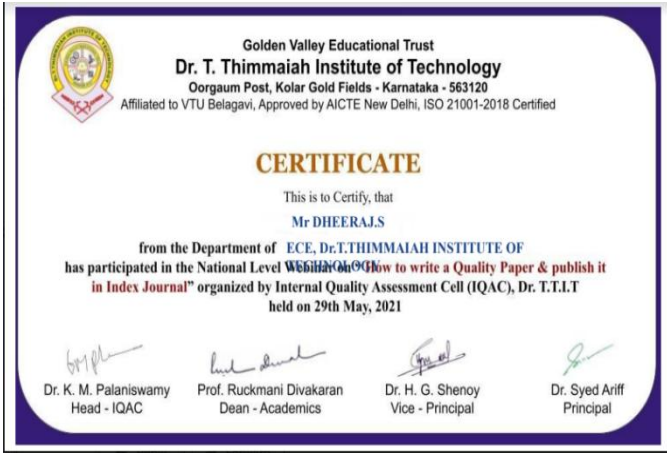 Golden Valley Educational Trust
Dr. T. Thimmaiah Institute of Technology
Oorgaum Post, Kolar Gold Fields - Karnataka - 563120
Affiliated to VTU Belagavi, Approved by AICTE New Delhi, ISO 21001-2018 Certified
CERTIFICATE
This is to Certify, that
Mr DHEERAJ.S
from the Department of ECE, Dr.T.THIMMAIAH INSTITUTE OF
TECHNOLOGY
has participated in the National Level Webinar on "How to write a Quality Paper & publish it
in Index Journal" organized by Internal Quality Assessment Cell (IQAC), Dr. T.T.I.T
held on 29th May, 2021
Dr. K. M. Palaniswamy Prof. Ruckmani Divakaran Dr. H. G. Shenoy Dr. Syed Ariff
Head - IQAC Dean - Academics Vice - Principal Principal